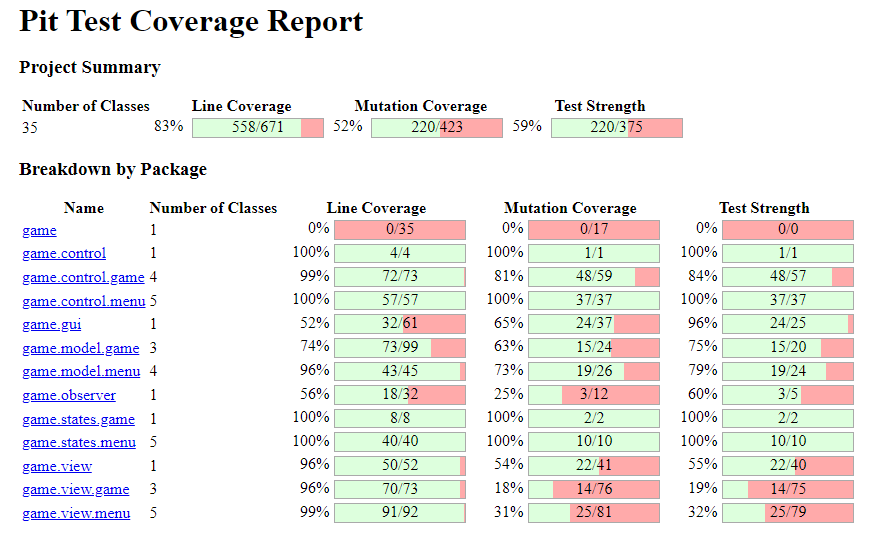 Pit Test Coverage Report
Project Summary
Number of Classes Line Coverage Mutation Coverage Test Strength
35 83% 558/671 52% 220/423 59% 220/375
Breakdown by Package
Name Number of Classes Line Coverage Mutation Coverage Test Strength
game 1 0% 0/35 0% 0/17 0% 0/0
game.control 1 100% 4/4 100% 1/1 100% 1/1
game.control.game 4 99% 72/73 81% 48/59 84% 48/57
game.control.menu 5 100% 57/57 100% 37/37 100% 37/37
game.gui 1 52% 32/61 65% 24/37 96% 24/25
game.model.game 3 74% 73/99 63% 15/24 75% 15/20
game.model.menu 4 96% 43/45 73% 19/26 79% 19/24
game.observer 1 56% 18/32 25% 3/12 60% 3/5
game.states.game 1 100% 8/8 100% 2/2 100% 2/2
game.states.menu 5 100% 40/40 100% 10/10 100% 10/10
game.view 1 96% 50/52 54% 22/41 55% 22/40
game.view.game 3 96% 70/73 18% 14/76 19% 14/75
game.view.menu 5 99% 91/92 31% 25/81 32% 25/79